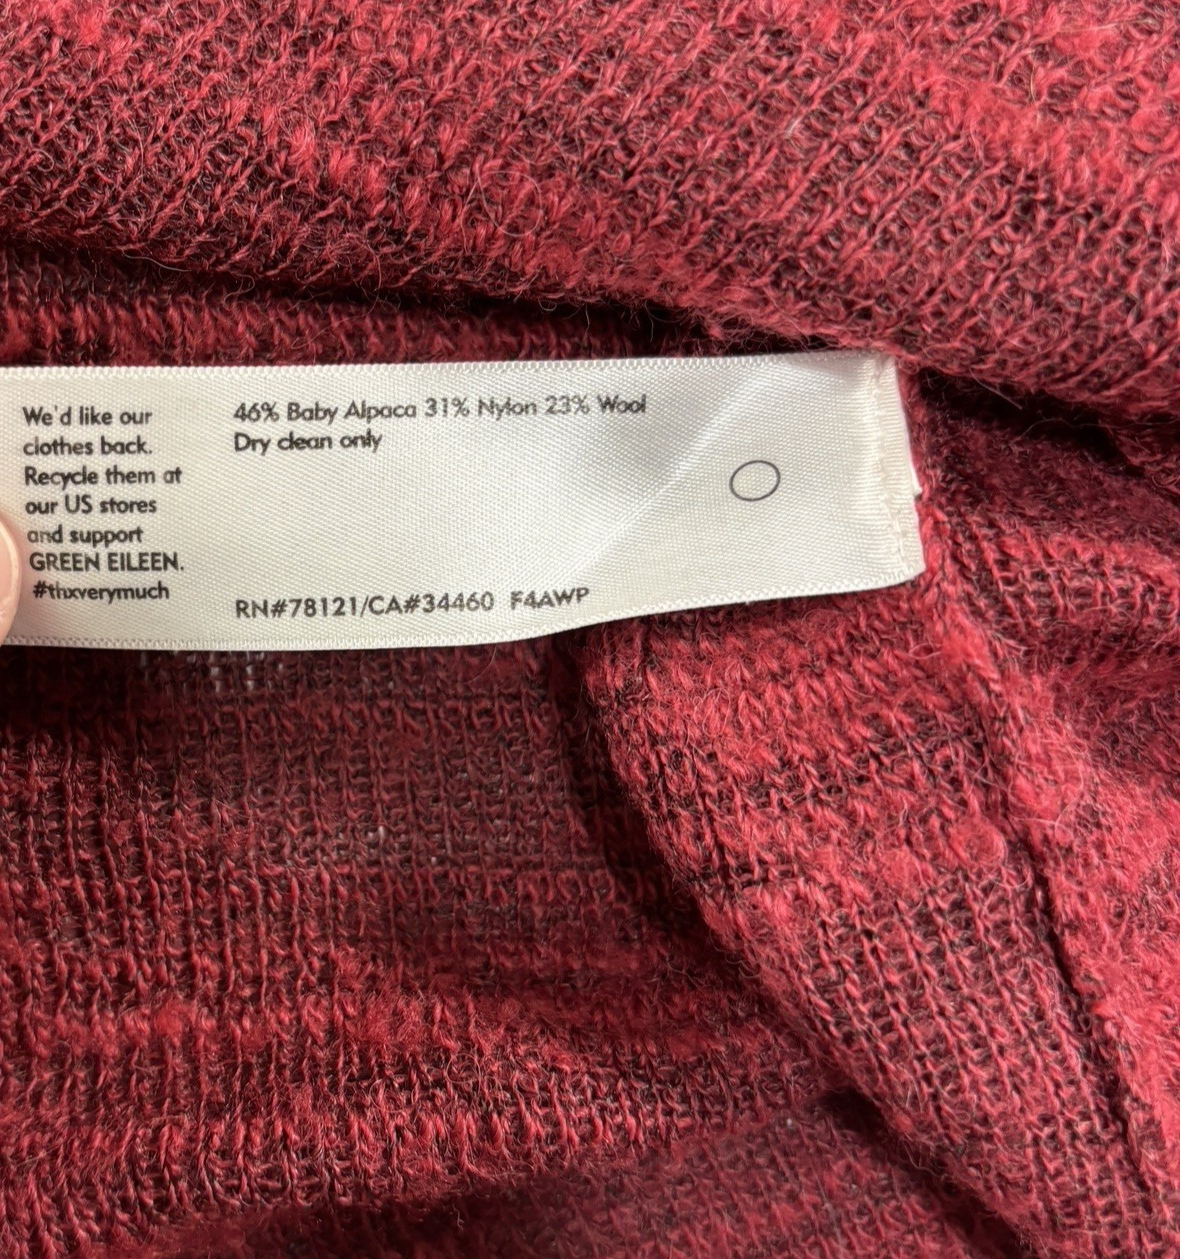 We'd like our
clothes back.
Recycle them at
our US stores
and support
GREEN EILEEN.
#thxverymuch
46% Baby Alpaca 31% Nylon 23% Wool
Dry clean only
RN#78121/CA#34460 F4AWP